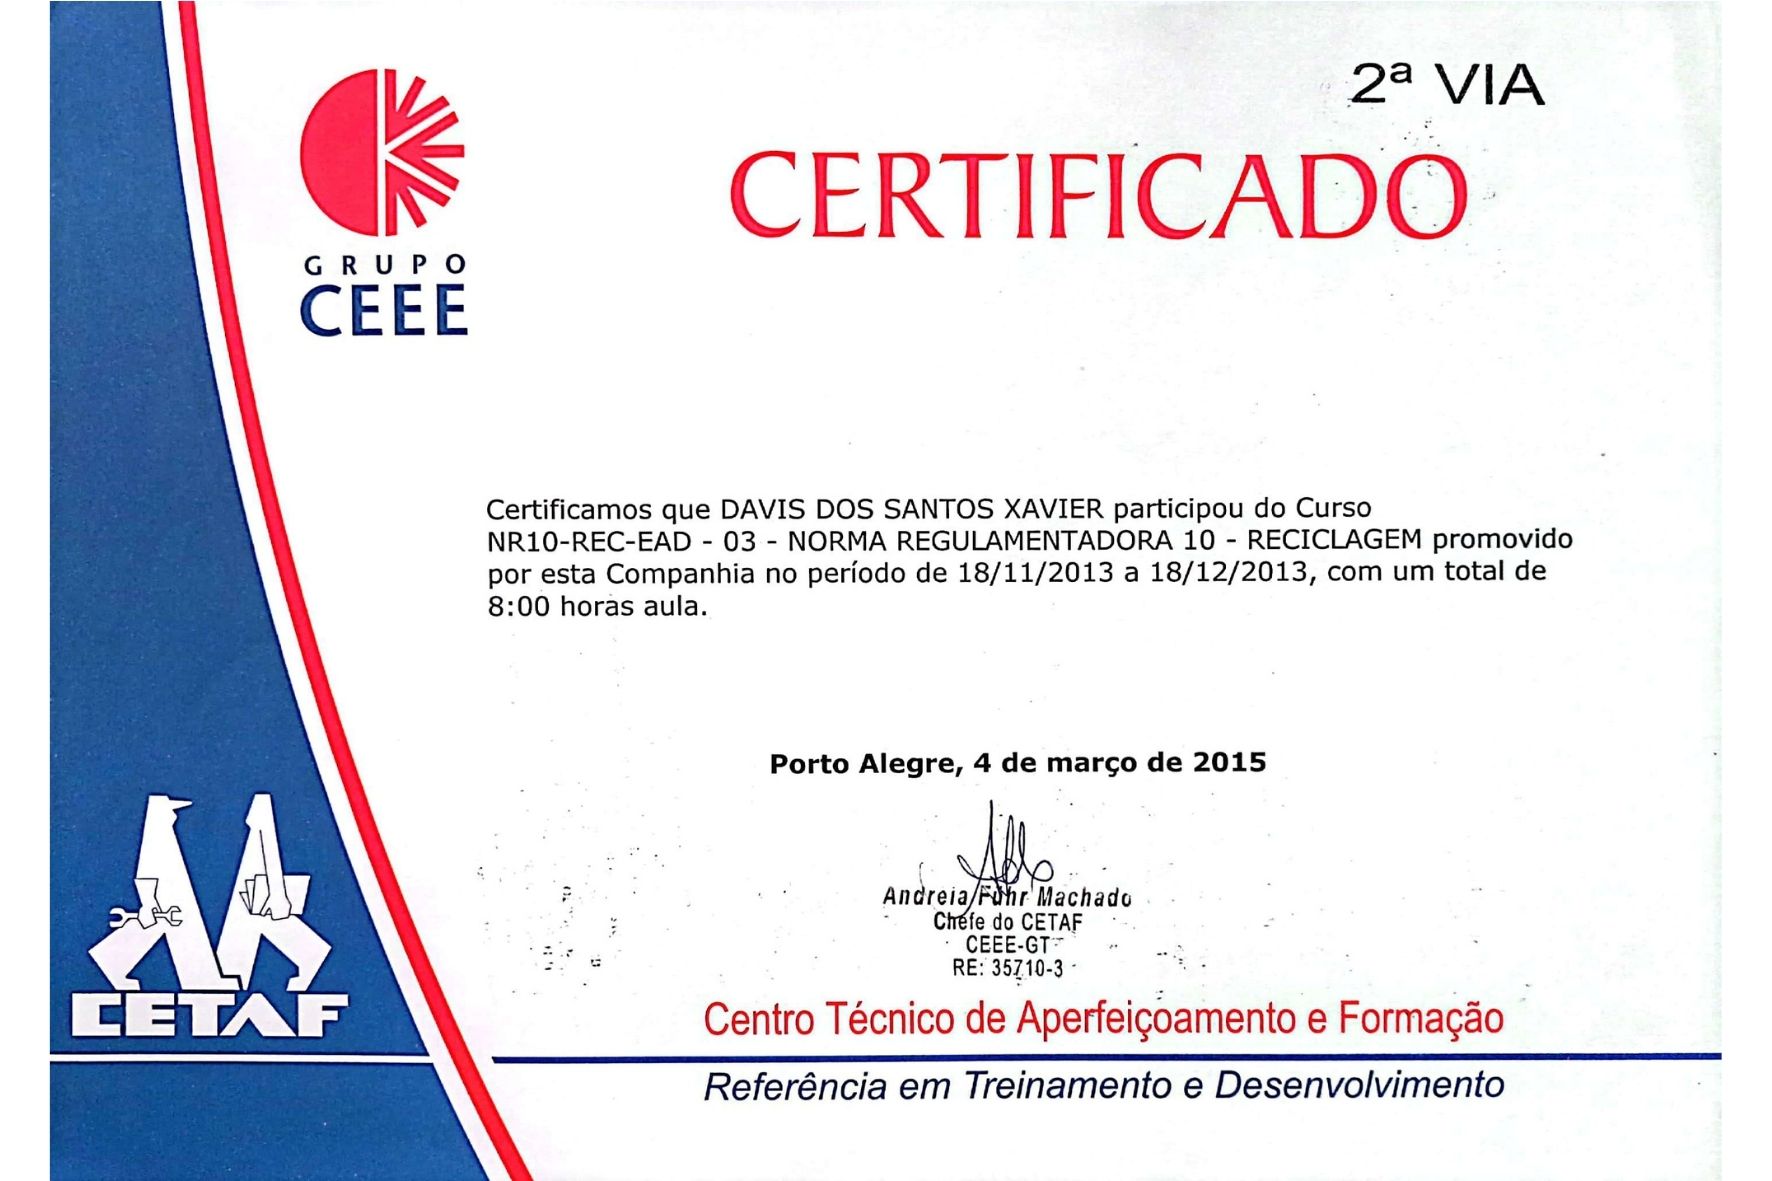 2ª VIA
CERTIFICADO
GRUPO
CEEE
Certificamos que DAVIS DOS SANTOS XAVIER participou do Curso
NR10-REC-EAD - 03 - NORMA REGULAMENTADORA 10 - RECICLAGEM promovido
por esta Companhia no período de 18/11/2013 a 18/12/2013, com um total de
8:00 horas aula.
Porto Alegre, 4 de março de 2015
Andreia Fuhr Machado
Chefe do CETAF
CEEE-GT
RE: 35710-3
CETAF
Centro Técnico de Aperfeiçoamento e Formação
Referência em Treinamento e Desenvolvimento